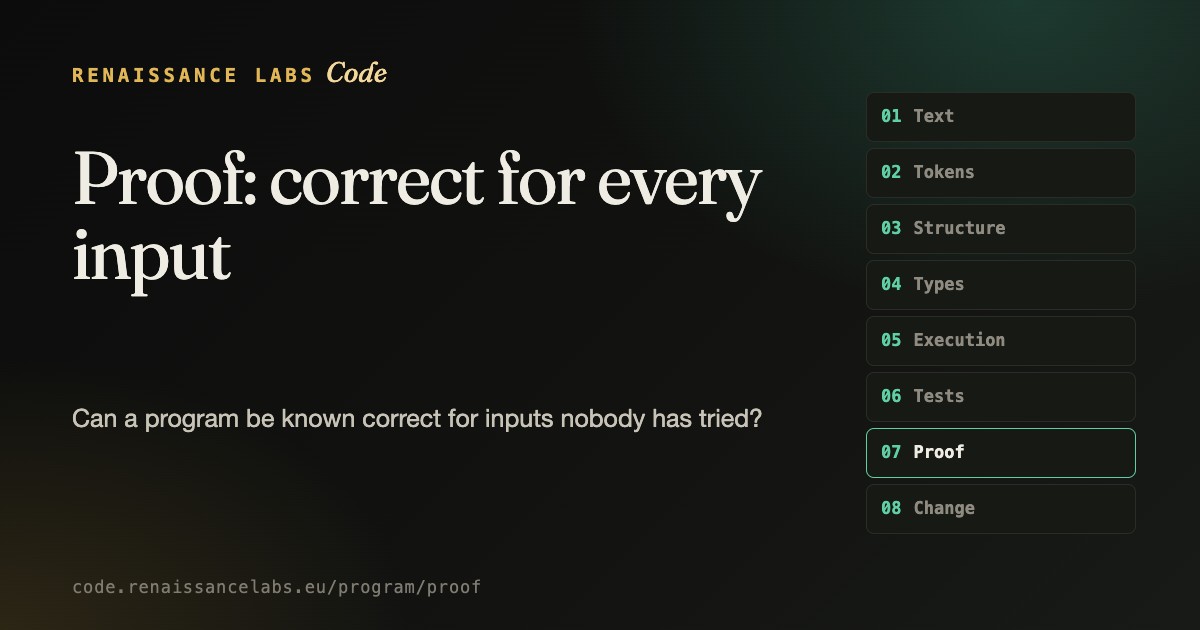 RENAISSANCE LABS Code
Proof: correct for every
input
Can a program be known correct for inputs nobody has tried?
code.renaissancelabs.eu/program/proof
01 Text
02 Tokens
03 Structure
04 Types
05 Execution
06 Tests
07 Proof
08 Change